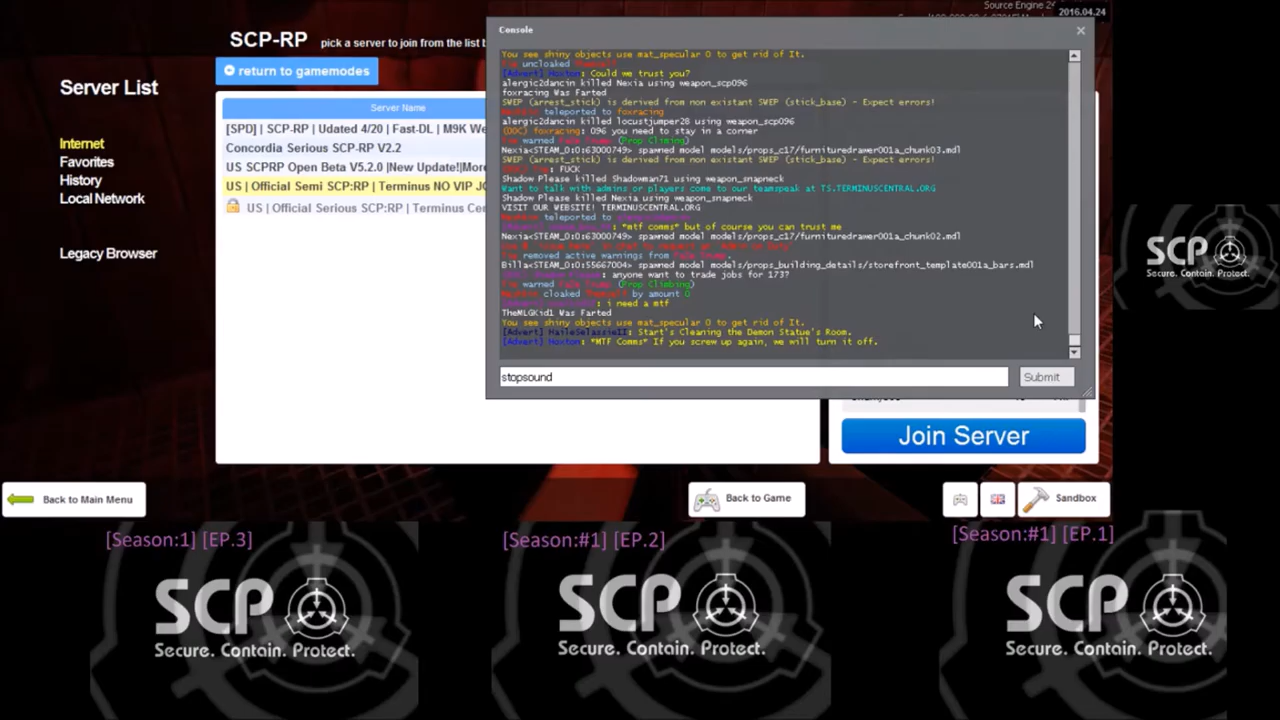 Source Engine 24
2016.04.24
SCP-RP pick a server to join from the list b
return to gamemodes
Server List
Internet
Favorites
History
Local Network
Legacy Browser
Server Name
[SPD] | SCP-RP | Udated 4/20 | Fast-DL | M9K We
Concordia Serious SCP-RP V2.2
US SCPRP Open Beta V5.2.0 |New Update!|More
US | Official Semi SCP:RP | Terminus NO VIP JO
US | Official Serious SCP:RP | Terminus Cen
Console
You see shiny objects use mat_specular 0 to get rid of It.
uncloaked
[Advert] Hoxton: Could we trust you?
alergic2dancin killed Nexia using weapon_scp096
foxracing Was Farted
SWEP (arrest_stick) is derived from non existant SWEP (stick_base) - Expect errors!
teleported to foxracing
alergic2dancin killed locustjumper28 using weapon_scp096
(OOC) foxracing: 096 you need to stay in a corner
warned (Prop Climing)
Nexia<STEAM_0:0:63000749> spawned model models/props_c17/furnituredrawer001a_chunk03.mdl
SWEP (arrest_stick) is derived from non existant SWEP (stick_base) - Expect errors!
FUCK
Shadow Please killed Shadowman71 using weapon_snapneck
Want to talk with admins or players come to our teamspeak at TS.TERMINUSCENTRAL.ORG
Shadow Please killed Nexia using weapon_snapneck
VISIT OUR WEBSITE! TERMINUSCENTRAL.ORG
teleported to
*mtf comms* but of course you can trust me
Nexia<STEAM_0:0:63000749> spawned model models/props_c17/furnituredrawer001a_chunk02.mdl
removed active warnings from
Billa<STEAM_0:0:55667004> spawned model models/props_building_details/storefront_template001a_bars.mdl
anyone want to trade jobs for 173?
warned (Prop Climbing)
cloaked by amount 0
i need a mtf
TheMLGKid1 Was Farted
You see shiny objects use mat_specular 0 to get rid of It.
[Advert] HaileSelassieII: Start's Cleaning the Demon Statue's Room.
[Advert] Hoxton: *MTF Comms* If you screw up again, we will turn it off.
stopsound
Submit
Join Server
Back to Main Menu
Back to Game
Sandbox
SCP
Secure. Contain. Protect.
[Season:1] [EP.3]
[Season:#1] [EP.2]
[Season:#1] [EP.1]
SCP
Secure. Contain. Protect.
SCP
Secure. Contain. Protect.
SCP
Secure. Contain. Protect.